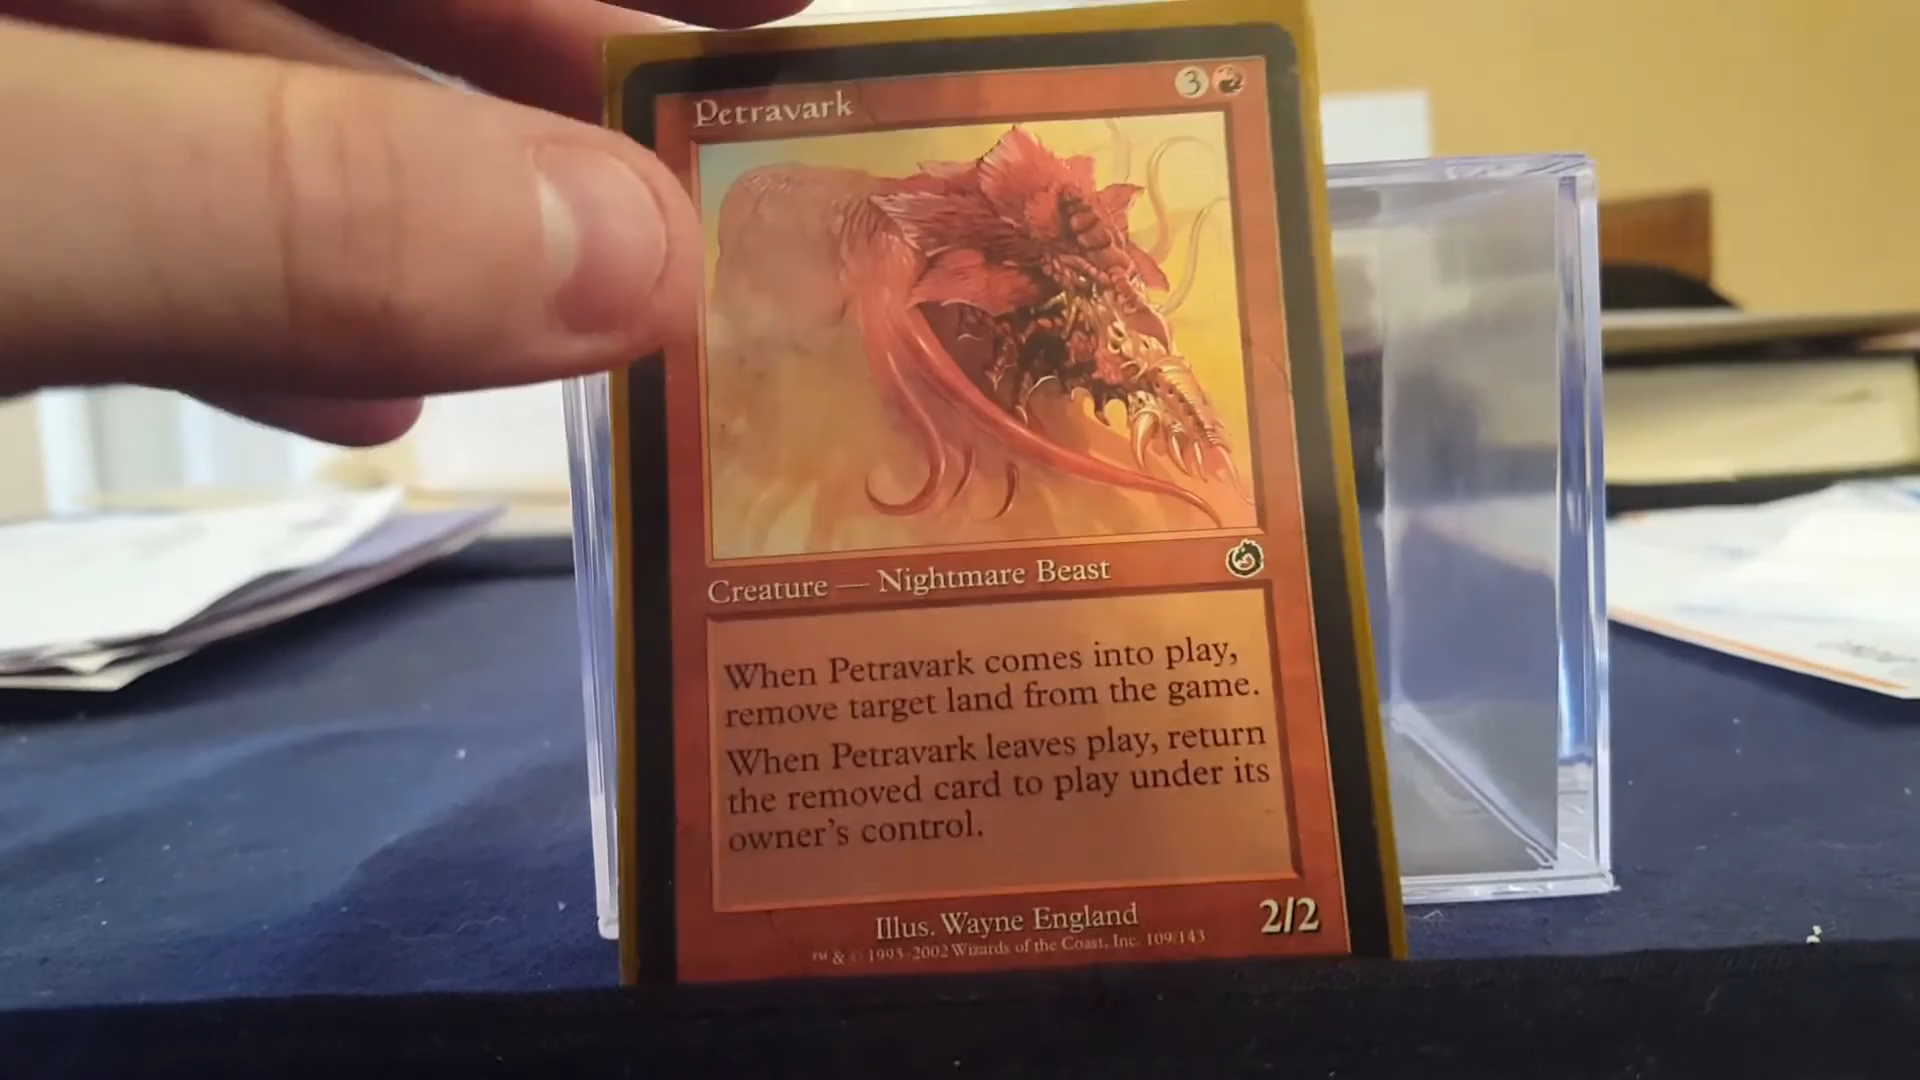 Petravark
3
Creature — Nightmare Beast
When Petravark comes into play,
remove target land from the game.
When Petravark leaves play, return
the removed card to play under its
owner's control.
Illus. Wayne England
2/2
™ & © 1993-2002 Wizards of the Coast, Inc. 109/143